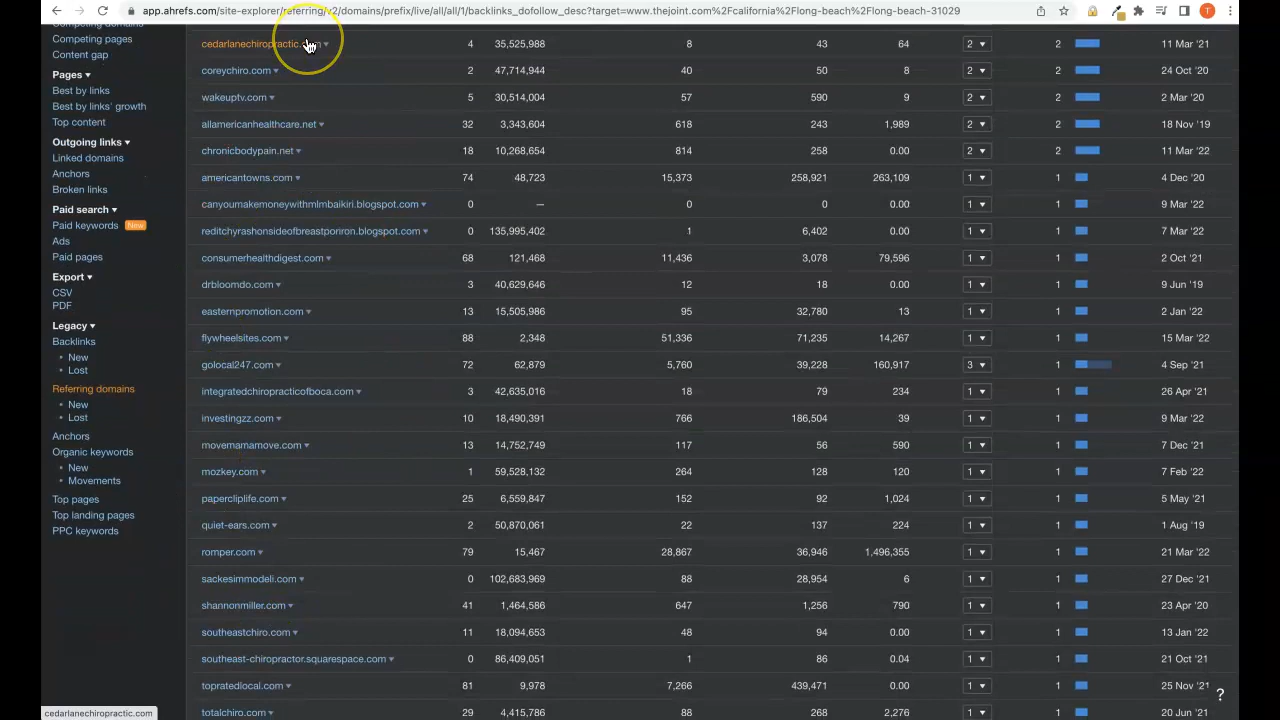 app.ahrefs.com/site-explorer/referring/v2/domains/prefix/live/all/all/1/backlinks_dofollow_desc?target=www.thejoint.com%2Fcalifornia%2Flong-beach%2Flong-beach-31029 T
Competing pages
Content gap
Pages
Best by links
Best by links' growth
Top content
Outgoing links
Linked domains
Anchors
Broken links
Paid search
Paid keywords New
Ads
Paid pages
Export
CSV
PDF
Legacy
Backlinks
• New
• Lost
Referring domains
• New
• Lost
Anchors
Organic keywords
• New
• Movements
Top pages
Top landing pages
PPC keywords
cedarlanechiropractic.com 4 35,525,988 8 43 64 2 2 11 Mar '21
coreychiro.com 2 47,714,944 40 50 8 2 2 24 Oct '20
wakeuptv.com 5 30,514,004 57 590 9 2 2 2 Mar '20
allamericanhealthcare.net 32 3,343,604 618 243 1,989 2 2 18 Nov '19
chronicbodypain.net 18 10,268,654 814 258 0.00 2 2 11 Mar '22
americantowns.com 74 48,723 15,373 258,921 263,109 1 1 4 Dec '20
canyoumakemoneywithmlmbaikiri.blogspot.com 0 — 0 0 0.00 1 1 9 Mar '22
reditchyrashonsideofbreastporiron.blogspot.com 0 135,995,402 1 6,402 0.00 1 1 7 Mar '22
consumerhealthdigest.com 68 121,468 11,436 3,078 79,596 1 1 2 Oct '21
drbloomdo.com 3 40,629,646 12 18 0.00 1 1 9 Jun '19
easternpromotion.com 13 15,505,986 95 32,780 13 1 1 2 Jan '22
flywheelsites.com 88 2,348 51,336 71,235 14,267 1 1 15 Mar '22
golocal247.com 72 62,879 5,760 39,228 160,917 3 1 4 Sep '21
integratedchiropracticofboca.com 3 42,635,016 18 79 234 1 1 26 Apr '21
investingzz.com 10 18,490,391 766 186,504 39 1 1 9 Mar '22
movemamamove.com 13 14,752,749 117 56 590 1 1 7 Dec '21
mozkey.com 1 59,528,132 264 128 120 1 1 7 Feb '22
papercliplife.com 25 6,559,847 152 92 1,024 1 1 5 May '21
quiet-ears.com 2 50,870,061 22 137 224 1 1 1 Aug '19
romper.com 79 15,467 28,867 36,946 1,496,355 1 1 21 Mar '22
sackesimmodeli.com 0 102,683,969 88 28,954 6 1 1 27 Dec '21
shannonmiller.com 41 1,464,586 647 1,256 790 1 1 23 Apr '20
southeastchiro.com 11 18,094,653 48 94 0.00 1 1 13 Jan '22
southeast-chiropractor.squarespace.com 0 86,409,051 1 86 0.04 1 1 21 Oct '21
topratedlocal.com 81 9,978 7,266 439,471 0.00 1 1 25 Nov '21
totalchiro.com 29 4,415,786 88 268 2,276 1 1 20 Jun '21
?
cedarlanechiropractic.com